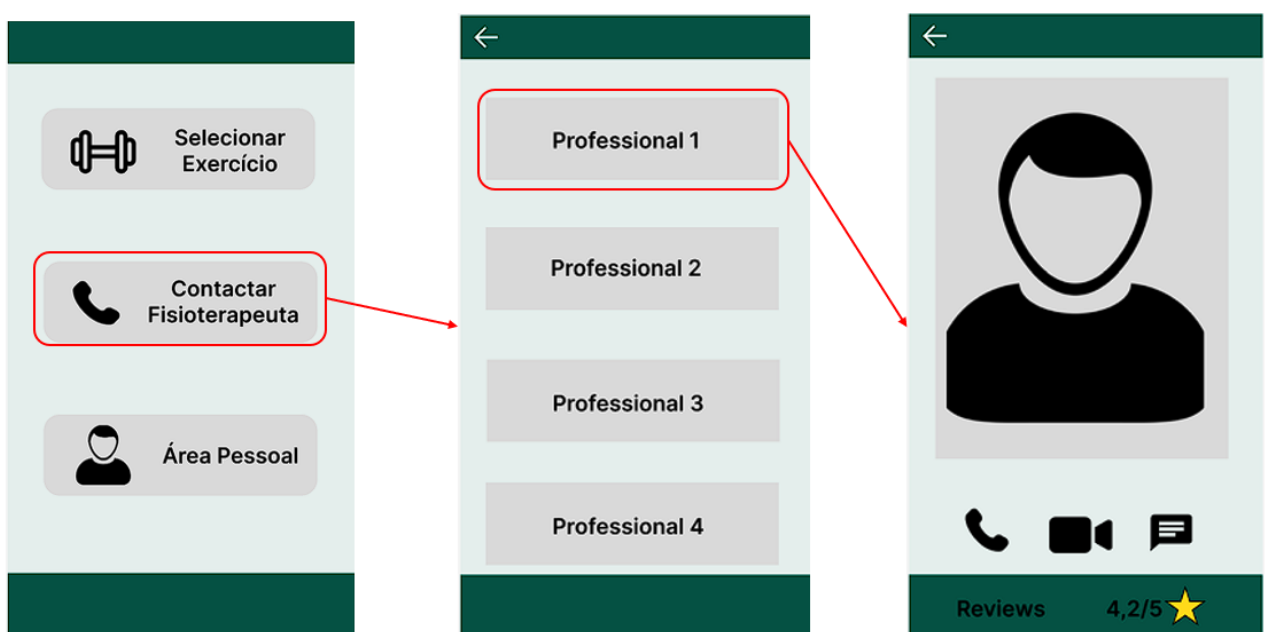 Selecionar
Exercício
Contactar
Fisioterapeuta
Área Pessoal
Professional 1
Professional 2
Professional 3
Professional 4
Reviews 4,2/5